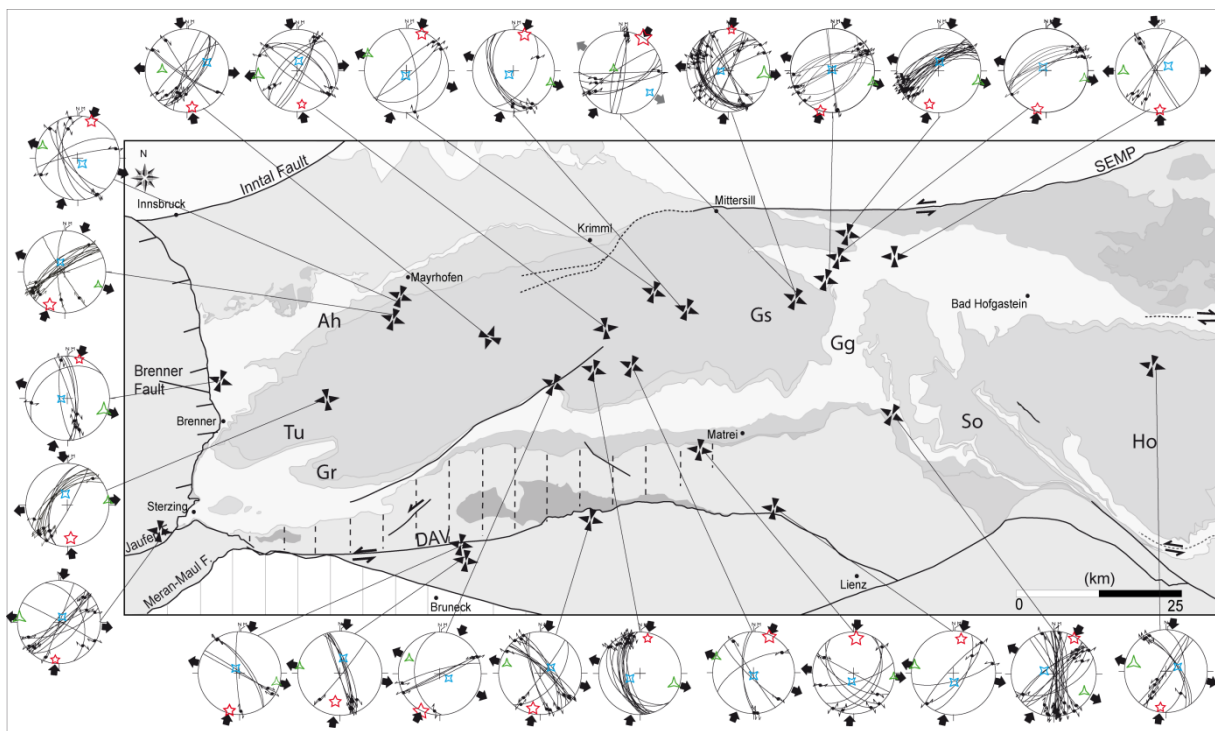 Inntal Fault
SEMP
N
Innsbruck
Mittersill
Krimml
Mayrhofen
Bad Hofgastein
Ah
Gs
Gg
Brenner
Fault
Brenner
Tu
Matrei
So
Ho
Gr
Sterzing
Jaufen
DAV
Meran-Maul F.
Lienz
(km)
Bruneck
0
25